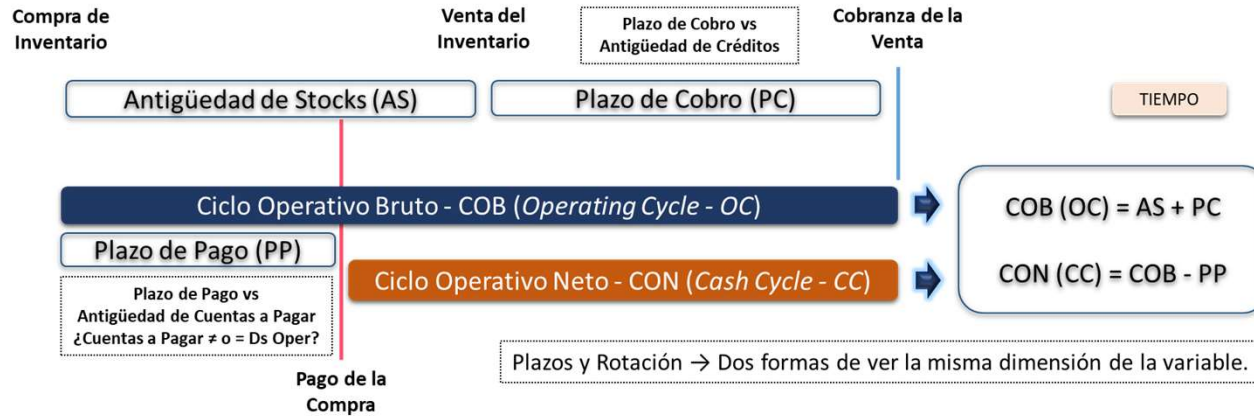 Compra de
Inventario
Venta del
Inventario
Plazo de Cobro vs
Antigüedad de Créditos
Cobranza de la
Venta
Antigüedad de Stocks (AS)
Plazo de Cobro (PC)
TIEMPO
Ciclo Operativo Bruto - COB (Operating Cycle - OC)
COB (OC) = AS + PC
Plazo de Pago (PP)
Ciclo Operativo Neto - CON (Cash Cycle - CC)
CON (CC) = COB - PP
Plazo de Pago vs
Antigüedad de Cuentas a Pagar
¿Cuentas a Pagar ≠ o = Ds Oper?
Plazos y Rotación → Dos formas de ver la misma dimensión de la variable.
Pago de la
Compra